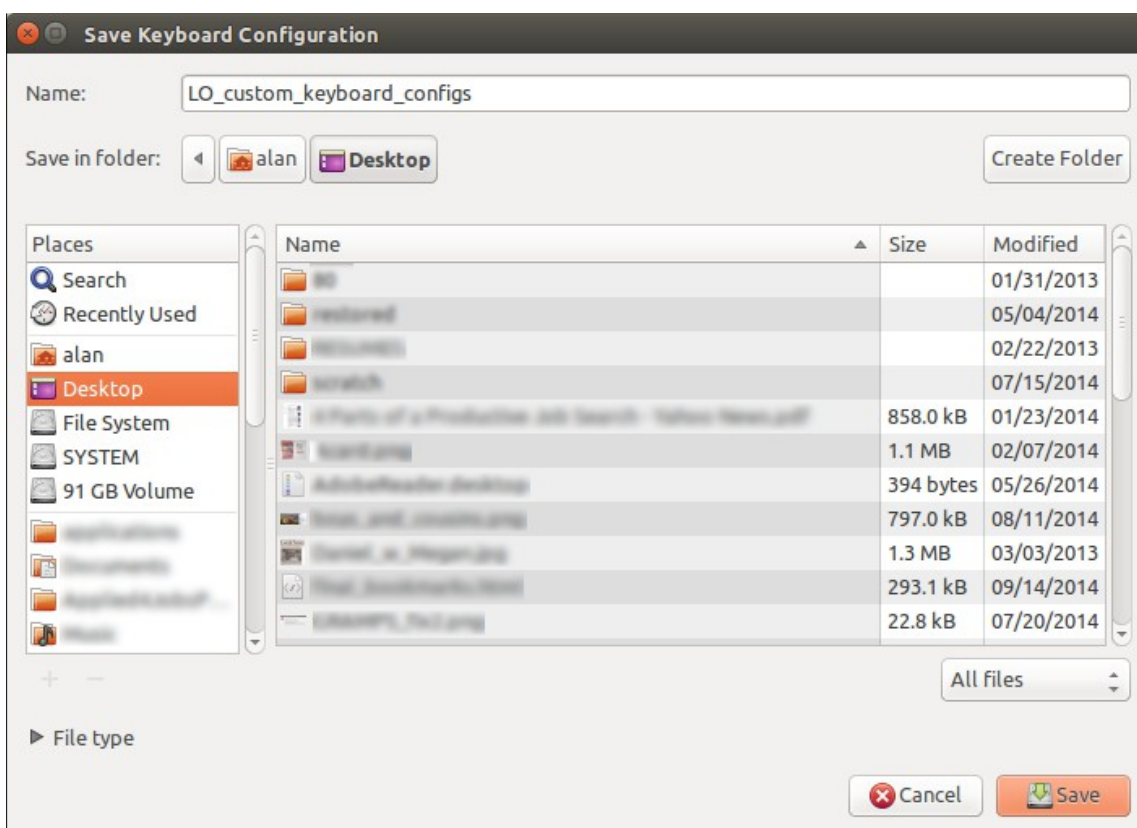 Save Keyboard Configuration
Name: LO_custom_keyboard_configs
Save in folder: alan Desktop Create Folder
Places
Search
Recently Used
alan
Desktop
File System
SYSTEM
91 GB Volume
Name Size Modified
80 01/31/2013
restored 05/04/2014
RESUMES 02/22/2013
scratch 07/15/2014
858.0 kB 01/23/2014
1.1 MB 02/07/2014
394 bytes 05/26/2014
797.0 kB 08/11/2014
1.3 MB 03/03/2013
293.1 kB 09/14/2014
22.8 kB 07/20/2014
All files
File type
Cancel Save